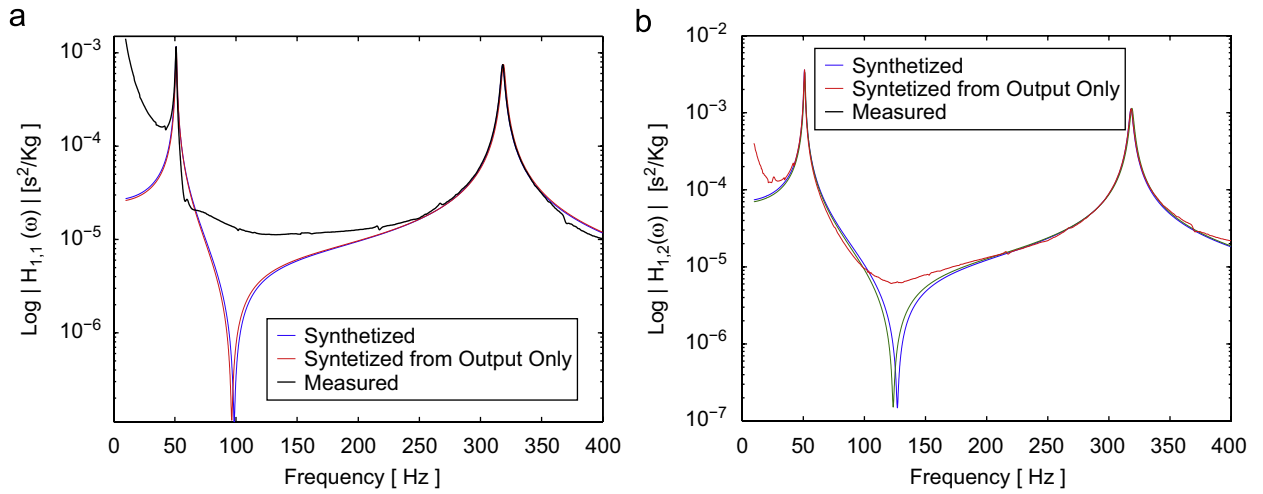 a
Log | H1,1 (ω) | [s²/Kg]
10⁻³
10⁻⁴
10⁻⁵
10⁻⁶
0 50 100 150 200 250 300 350 400
Frequency [ Hz ]
Synthetized
Syntetized from Output Only
Measured
b
Log | H1,2(ω) | [s²/Kg]
10⁻²
10⁻³
10⁻⁴
10⁻⁵
10⁻⁶
10⁻⁷
0 50 100 150 200 250 300 350 400
Frequency [ Hz ]
Synthetized
Syntetized from Output Only
Measured